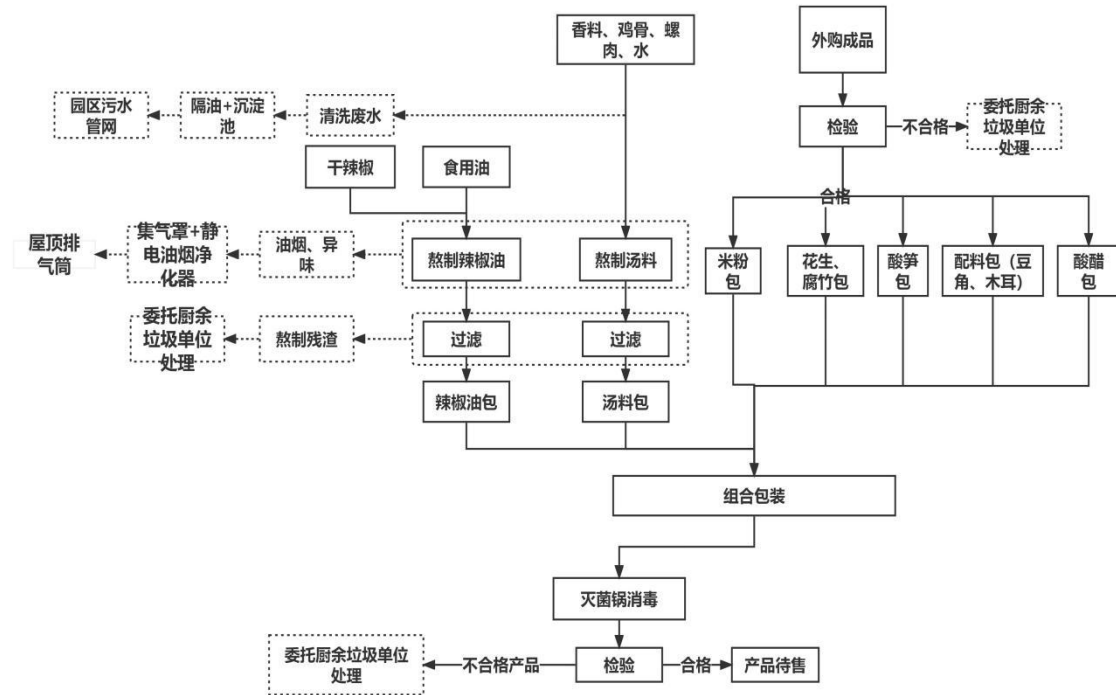 香料、鸡骨、螺
肉、水
外购成品
园区污水
管网
隔油+沉淀
池
清洗废水
检验
不合格
委托厨余
垃圾单位
处理
干辣椒
食用油
合格
屋顶排
气筒
集气罩+静
电油烟净
化器
油烟、异
味
熬制辣椒油
熬制汤料
米粉
包
花生、
腐竹包
酸笋
包
配料包（豆
角、木耳）
酸醋
包
委托厨余
垃圾单位
处理
熬制残渣
过滤
过滤
辣椒油包
汤料包
组合包装
灭菌锅消毒
委托厨余垃圾单位
处理
不合格产品
检验
合格
产品待售